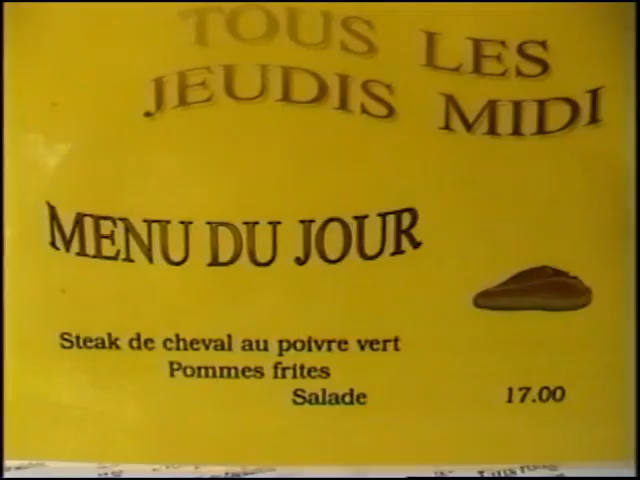 TOUS LES
JEUDIS MIDI
MENU DU JOUR
Steak de cheval au poivre vert
Pommes frites
Salade 17.00